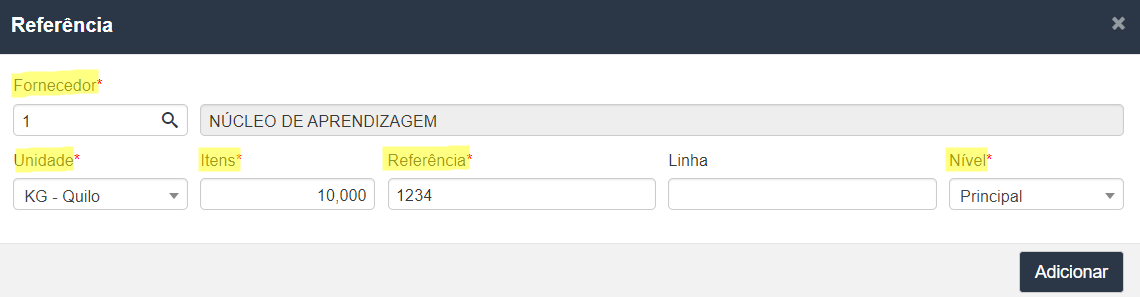 Referência ×
Fornecedor*
1 NÚCLEO DE APRENDIZAGEM
Unidade* Itens* Referência* Linha Nível*
KG - Quilo 10,000 1234 Principal
Adicionar